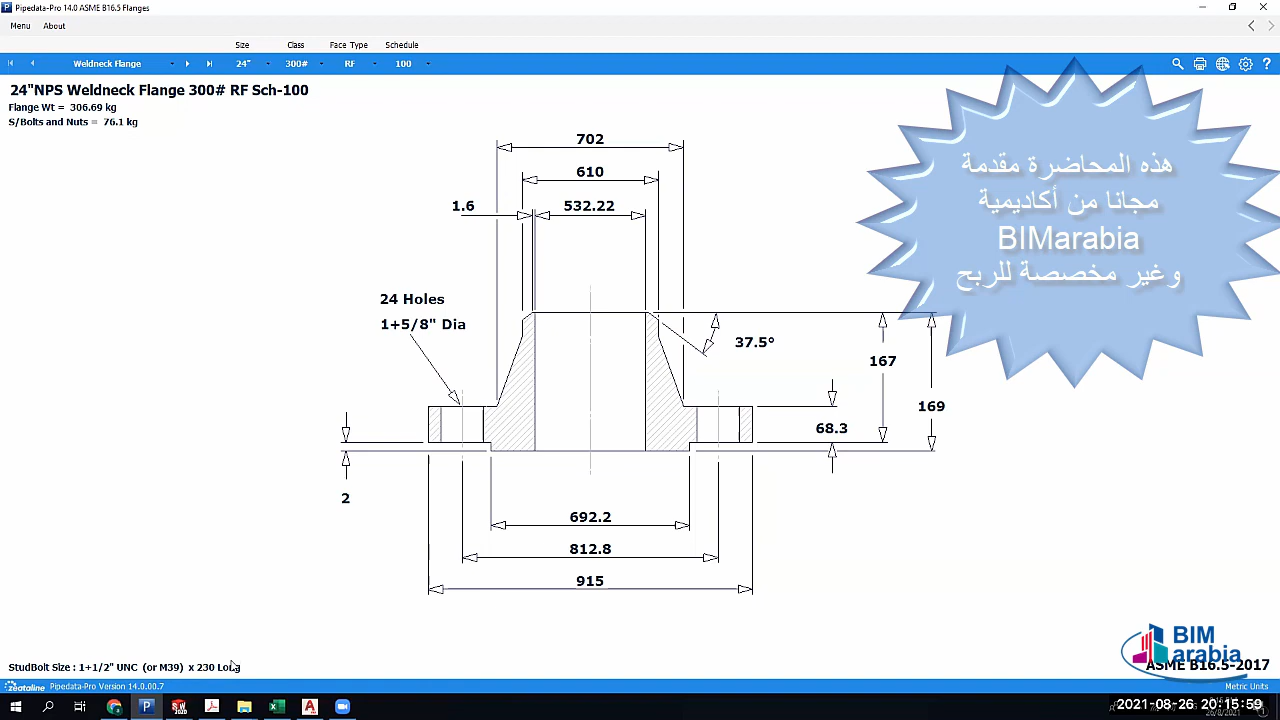 Pipedata-Pro 14.0 ASME B16.5 Flanges
Menu About
Size Class Face Type Schedule
Weldneck Flange 24" 300# RF 100
24"NPS Weldneck Flange 300# RF Sch-100
Flange Wt = 306.69 kg
S/Bolts and Nuts = 76.1 kg
702
610
1.6 532.22
24 Holes
1+5/8" Dia
37.5°
167
169
68.3
2
692.2
812.8
915
هذه المحاضرة مقدمة
مجانا من أكاديمية
BIMarabia
وغير مخصصة للربح
StudBolt Size : 1+1/2" UNC (or M39) x 230 Long
BIM
arabia
ASME B16.5-2017
zeataline Pipedata-Pro Version 14.0.00.7 Metric Units
2021-08-26 20:15:59